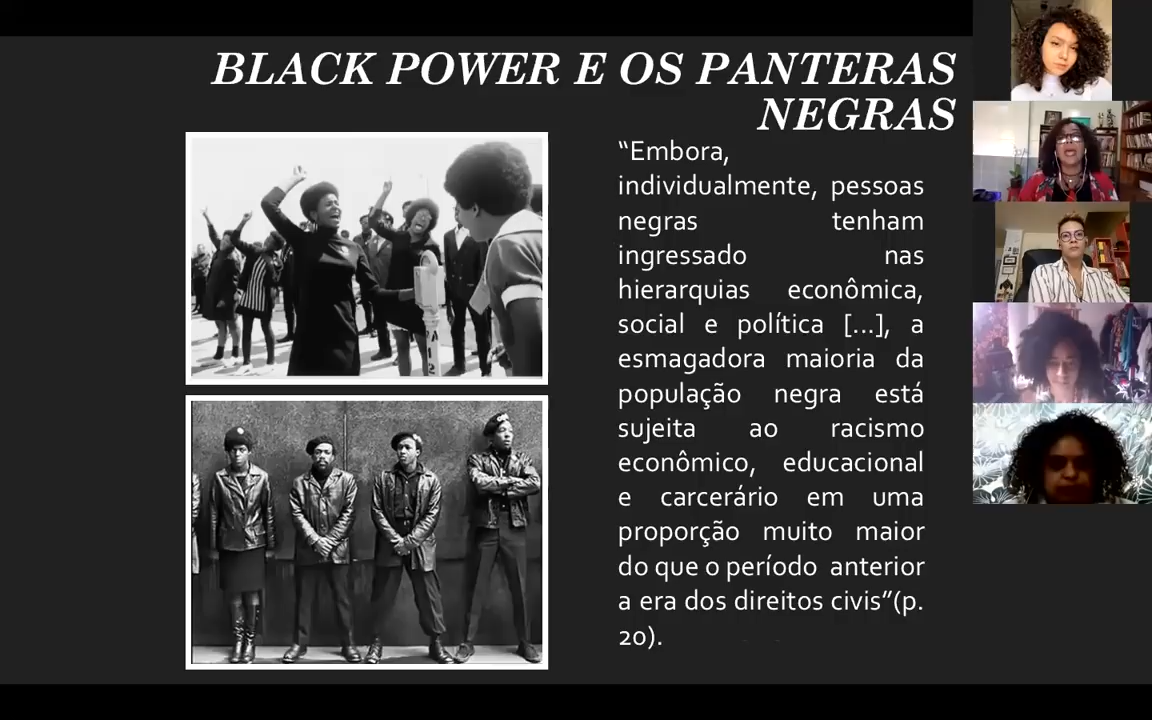 BLACK POWER E OS PANTERAS
NEGRAS
“Embora,
individualmente, pessoas
negras tenham
ingressado nas
hierarquias econômica,
social e política [...], a
esmagadora maioria da
população negra está
sujeita ao racismo
econômico, educacional
e carcerário em uma
proporção muito maior
do que o período anterior
a era dos direitos civis”(p.
20).